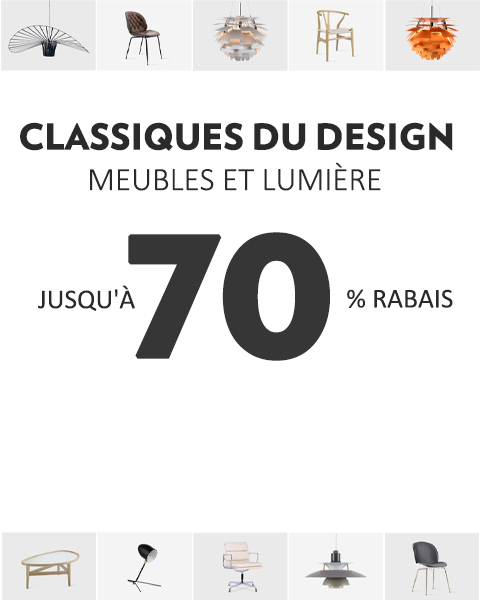 CLASSIQUES DU DESIGN
MEUBLES ET LUMIÈRE
JUSQU'À 70 % RABAIS